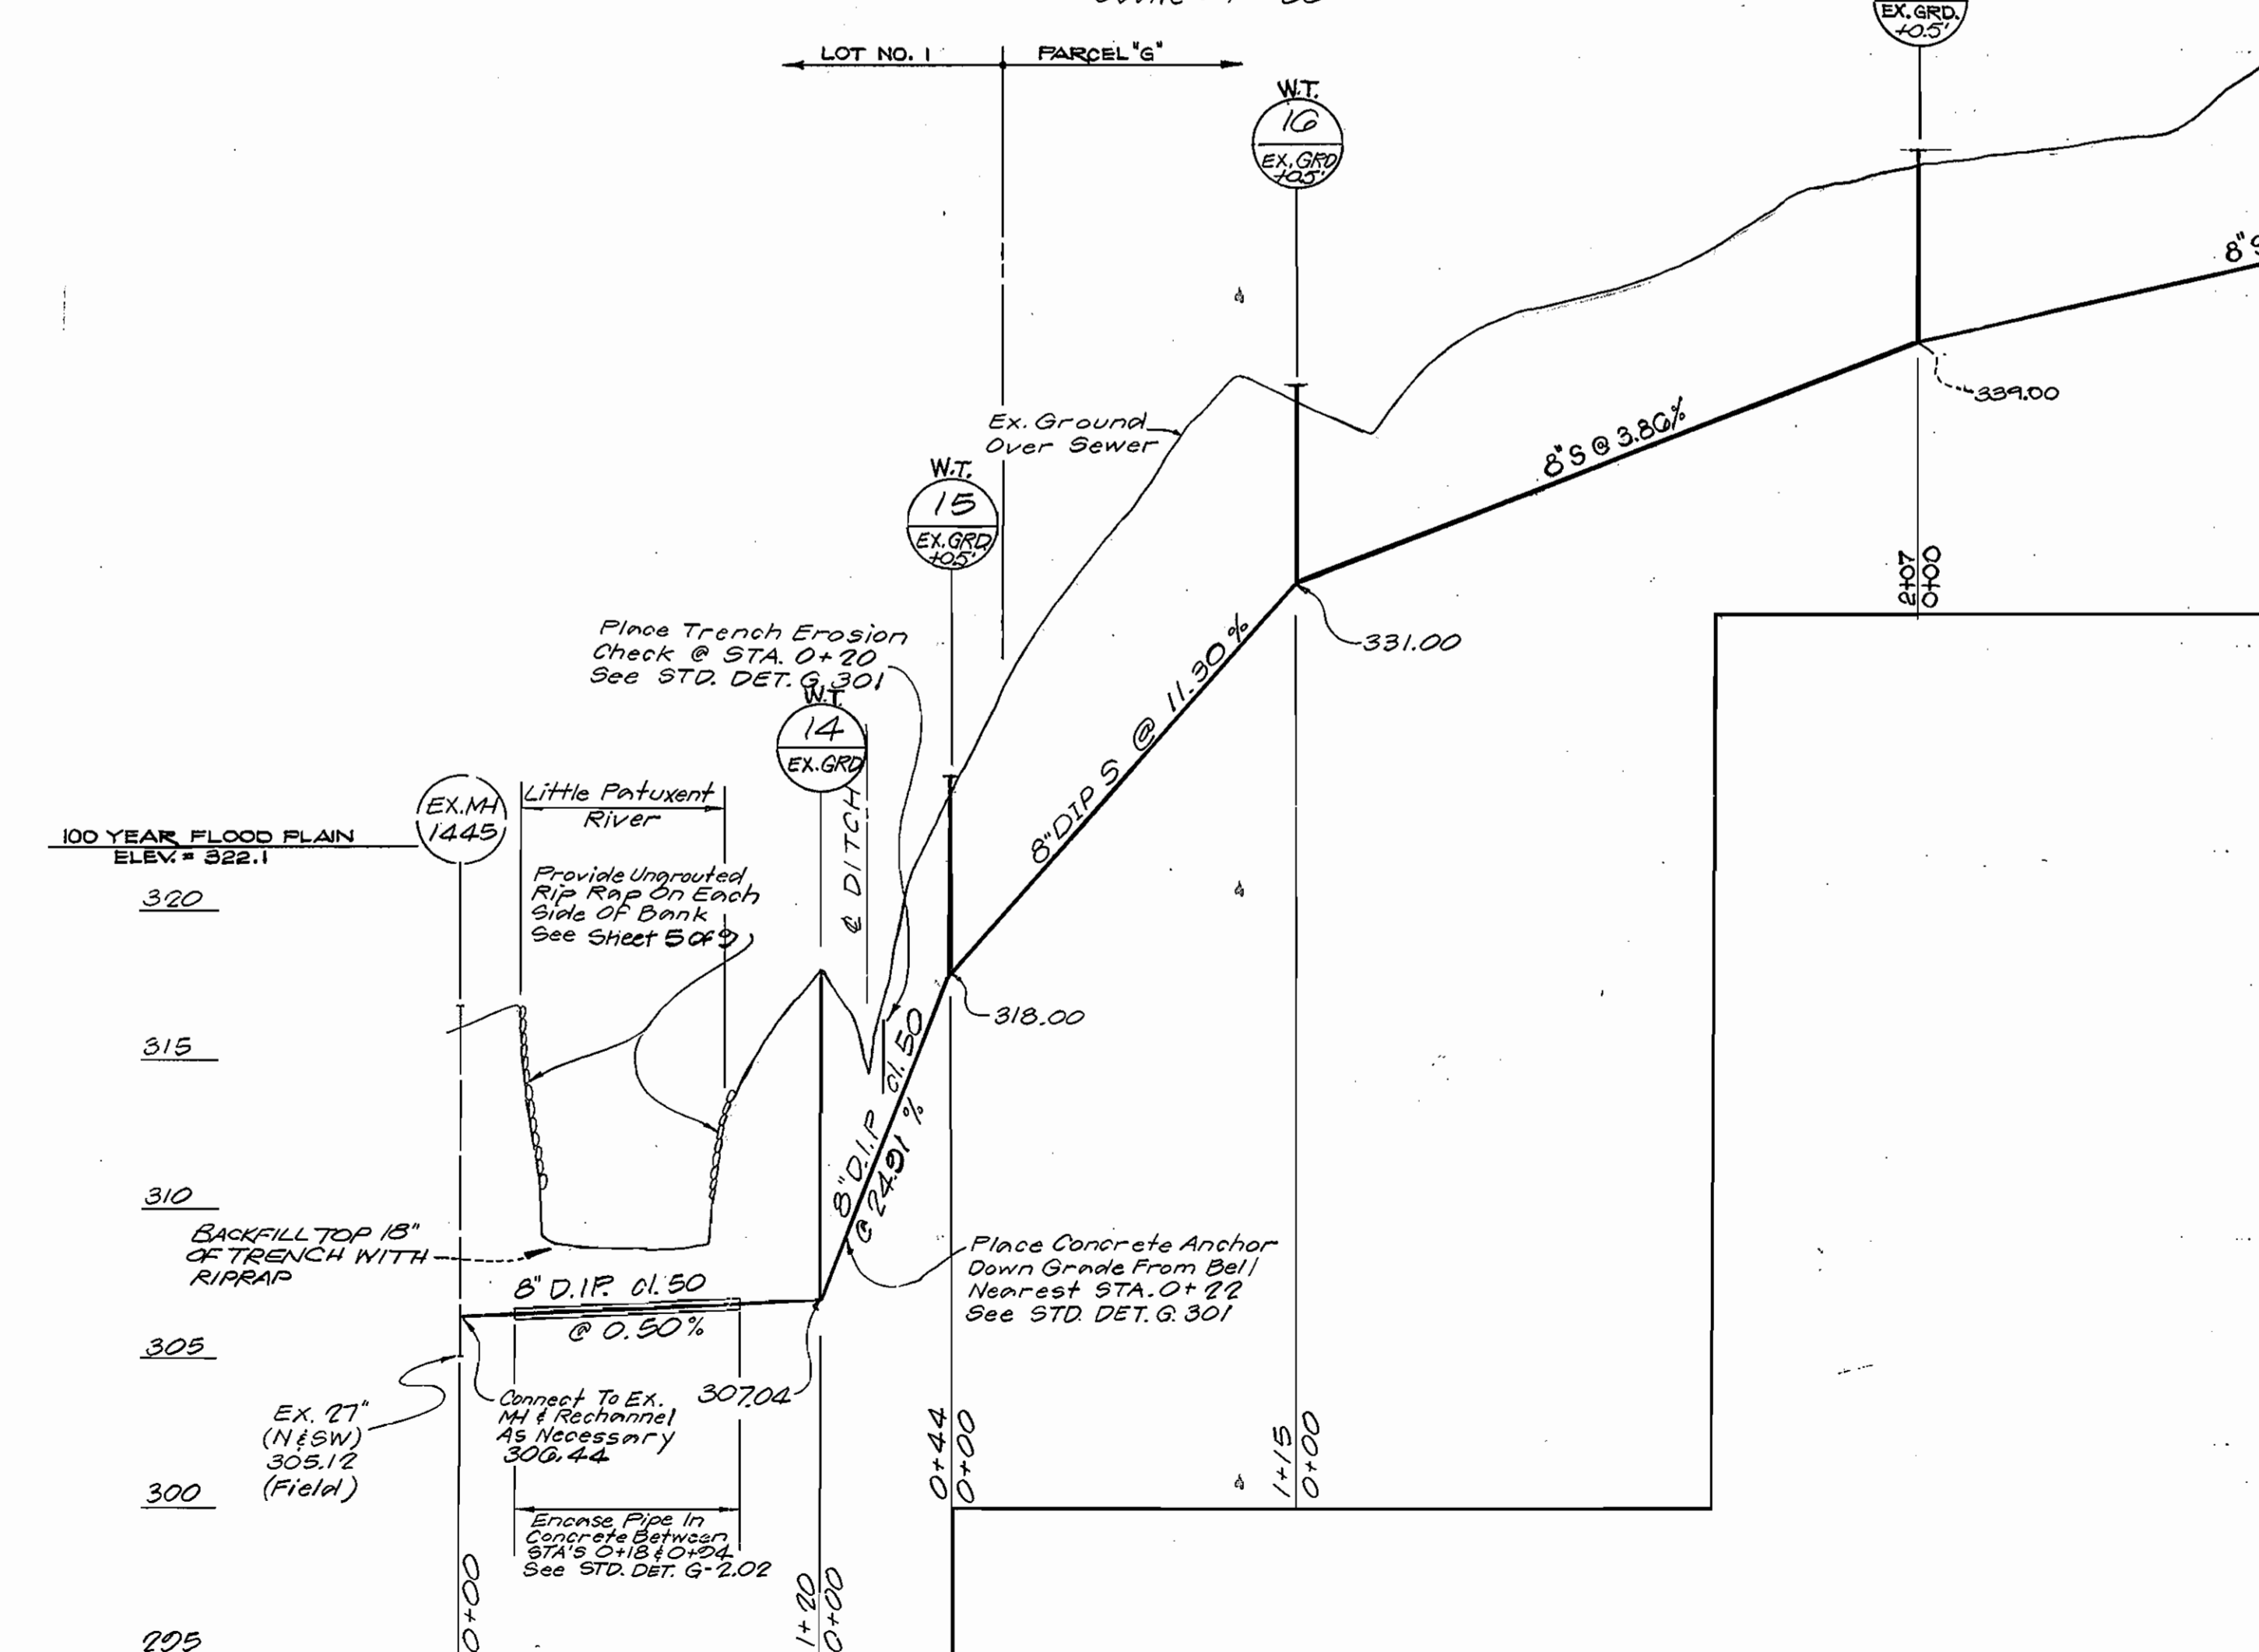 EX. GRD.
+0.5'
LOT NO. 1
PARCEL "G"
W.T.
16
EX. GRD
+0.5'
8" S
339.00
Ex. Ground
Over Sewer
8" S @ 3.86%
W.T.
15
EX. GRD
+0.5'
2+07
0+00
Place Trench Erosion
Check @ STA. 0+20
See STD. DET. G. 301
331.00
W.T.
14
EX. GRD
8" DIP S @ 11.30%
EX. MH
1445
Little Patuxent
River
℄ DITCH
100 YEAR FLOOD PLAIN
ELEV. = 322.1
Provide Ungrouted
Rip Rap On Each
Side Of Bank
See Sheet 5 of 9
320
318.00
315
8" D.I.P cl. 50
@ 24.91%
310
BACKFILL TOP 18"
OF TRENCH WITH
RIPRAP
8" D.I.P. cl. 50
@ 0.50%
Place Concrete Anchor
Down Grade From Bell
Nearest STA. 0+22
See STD. DET. G. 301
305
Connect To Ex.
MH & Rechannel
As Necessary
306.44
307.04
Ex. 27"
(N & SW)
305.12
(Field)
0+44
0+00
1+15
0+00
300
Encase Pipe In
Concrete Between
STA'S 0+18 & 0+94
See STD. DET. G-2.02
0+00
1+20
0+00
295